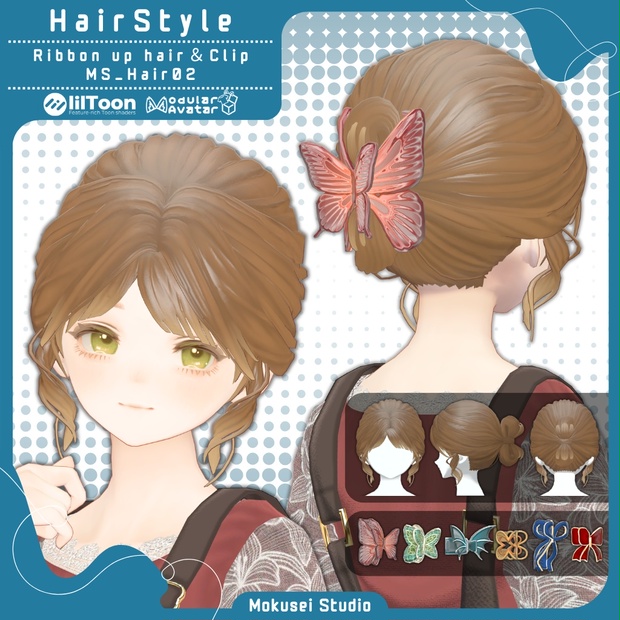 HairStyle
Ribbon up hair & Clip
MS_Hair02
lilToon
Feature-rich Toon shaders
Modular
Avatar
Mokusei Studio